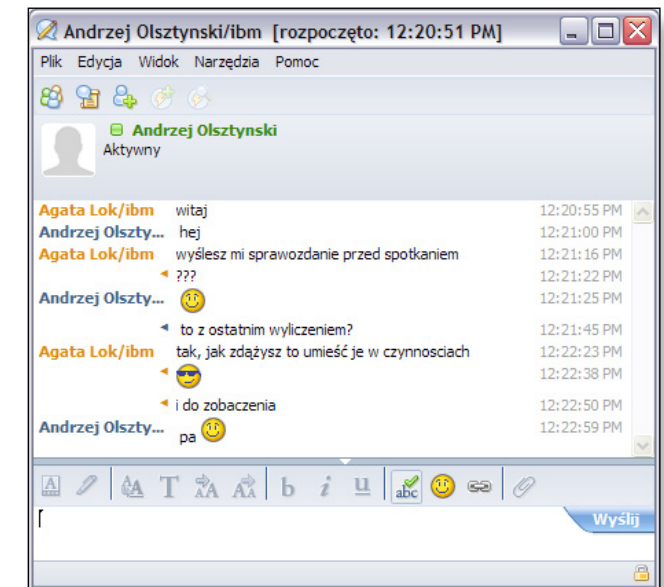 Andrzej Olsztynski/ibm [rozpoczęto: 12:20:51 PM]
Plik Edycja Widok Narzędzia Pomoc
Andrzej Olsztynski
Aktywny
Agata Lok/ibm witaj 12:20:55 PM
Andrzej Olszty... hej 12:21:00 PM
Agata Lok/ibm wyślesz mi sprawozdanie przed spotkaniem 12:21:16 PM
??? 12:21:22 PM
Andrzej Olszty... 12:21:25 PM
to z ostatnim wyliczeniem? 12:21:45 PM
Agata Lok/ibm tak, jak zdążysz to umieść je w czynnosciach 12:22:23 PM
12:22:38 PM
i do zobaczenia 12:22:50 PM
Andrzej Olszty... pa 12:22:59 PM
A AA T AA AA b i u abc
Wyślij